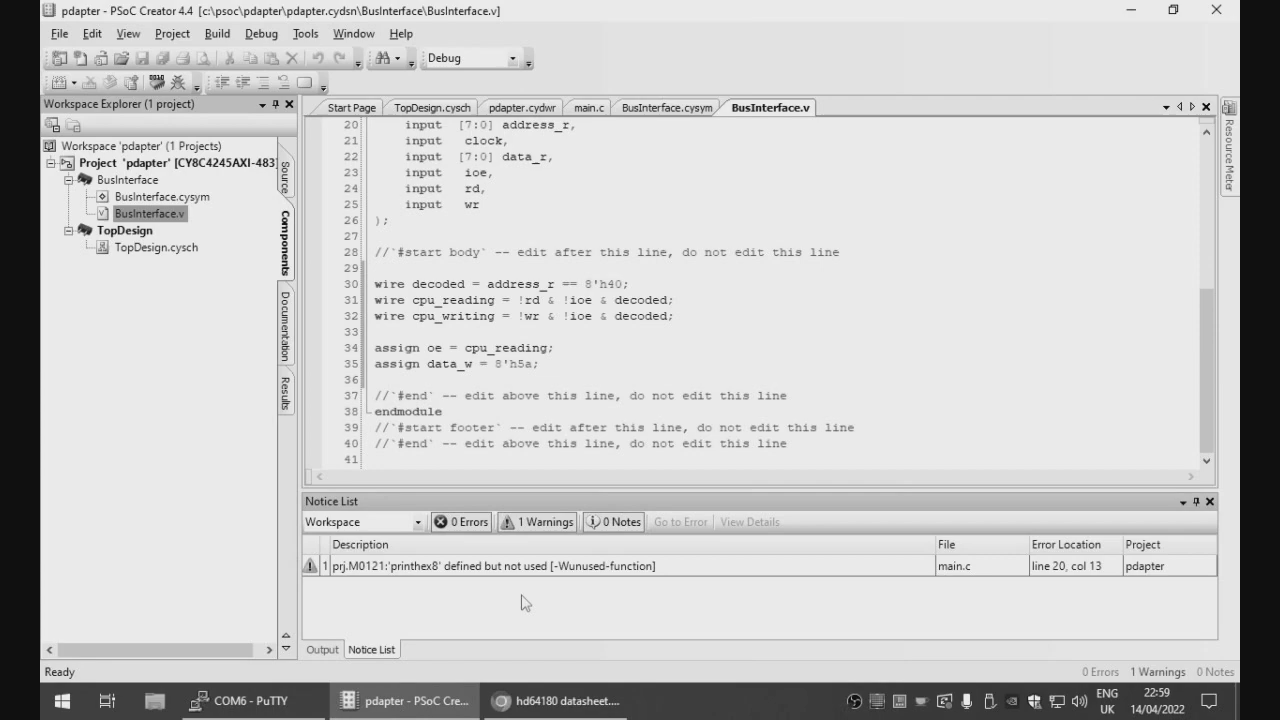 pdapter - PSoC Creator 4.4 [c:\psoc\pdapter\pdapter.cydsn\BusInterface\BusInterface.v]
File Edit View Project Build Debug Tools Window Help
Debug
Workspace Explorer (1 project)
Start Page TopDesign.cysch pdapter.cydwr main.c BusInterface.cysym BusInterface.v
Workspace 'pdapter' (1 Projects)
Project 'pdapter' [CY8C4245AXI-483]
BusInterface
BusInterface.cysym
BusInterface.v
TopDesign
TopDesign.cysch
Source
Components
Documentation
Results
Resource Meter
20 input [7:0] address_r,
21 input clock,
22 input [7:0] data_r,
23 input ioe,
24 input rd,
25 input wr
26 );
27
28 //`#start body` -- edit after this line, do not edit this line
29
30 wire decoded = address_r == 8'h40;
31 wire cpu_reading = !rd & !ioe & decoded;
32 wire cpu_writing = !wr & !ioe & decoded;
33
34 assign oe = cpu_reading;
35 assign data_w = 8'h5a;
36
37 //`#end` -- edit above this line, do not edit this line
38 endmodule
39 //`#start footer` -- edit after this line, do not edit this line
40 //`#end` -- edit above this line, do not edit this line
41
Notice List
Workspace 0 Errors 1 Warnings 0 Notes Go to Error View Details
Description File Error Location Project
1 prj.M0121:'printhex8' defined but not used [-Wunused-function] main.c line 20, col 13 pdapter
Output Notice List
Ready 0 Errors 1 Warnings 0 Notes
COM6 - PuTTY pdapter - PSoC Cre... hd64180 datasheet....
ENG
UK
22:59
14/04/2022